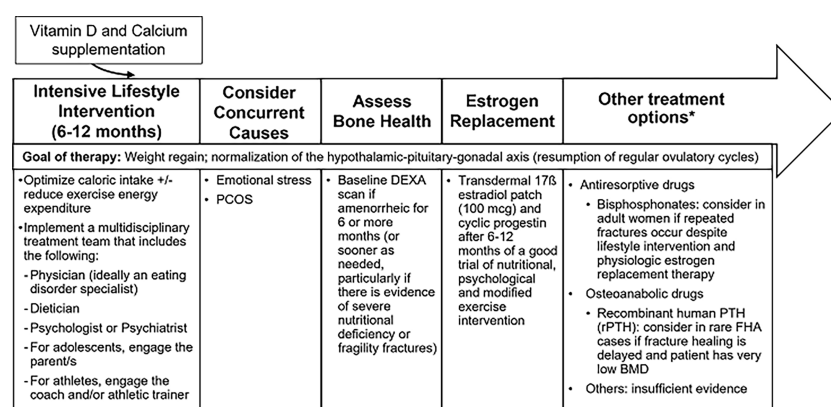 Vitamin D and Calcium
supplementation
Intensive Lifestyle
Intervention
(6-12 months)
Consider
Concurrent
Causes
Assess
Bone Health
Estrogen
Replacement
Other treatment
options*
Goal of therapy: Weight regain; normalization of the hypothalamic-pituitary-gonadal axis (resumption of regular ovulatory cycles)
•Optimize caloric intake +/-
reduce exercise energy
expenditure
•Implement a multidisciplinary
treatment team that includes
the following:
-Physician (ideally an eating
disorder specialist)
-Dietician
-Psychologist or Psychiatrist
-For adolescents, engage the
parent/s
-For athletes, engage the
coach and/or athletic trainer
• Emotional stress
• PCOS
• Baseline DEXA
scan if
amenorrheic for
6 or more
months (or
sooner as
needed,
particularly if
there is evidence
of severe
nutritional
deficiency or
fragility fractures)
• Transdermal 17ß
estradiol patch
(100 mcg) and
cyclic progestin
after 6-12
months of a good
trial of nutritional,
psychological
and modified
exercise
intervention
• Antiresorptive drugs
• Bisphosphonates: consider in
adult women if repeated
fractures occur despite
lifestyle intervention and
physiologic estrogen
replacement therapy
• Osteoanabolic drugs
• Recombinant human PTH
(rPTH): consider in rare FHA
cases if fracture healing is
delayed and patient has very
low BMD
• Others: insufficient evidence